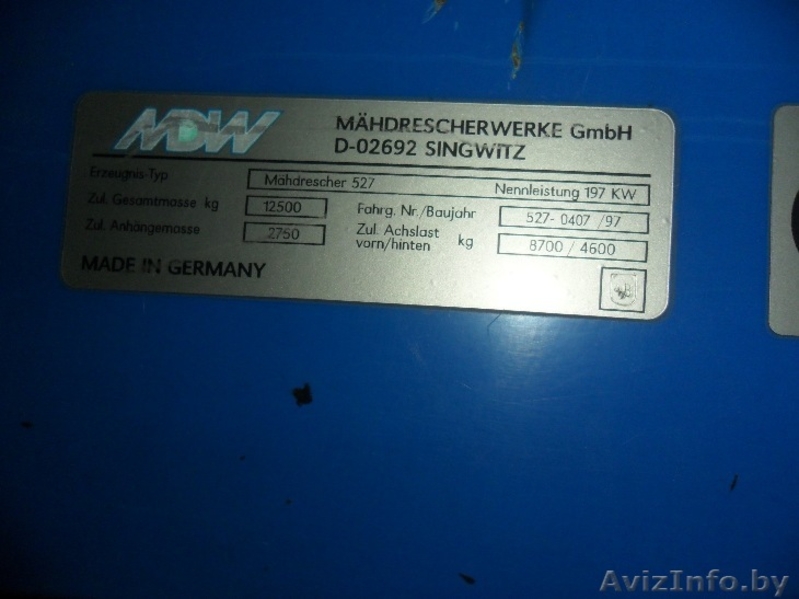 MDW
MÄHDRESCHERWERKE GmbH
D-02692 SINGWITZ
Erzeugnis-Typ Mähdrescher 527 Nennleistung 197 KW
Zul. Gesamtmasse kg 12500 Fahrg. Nr./Baujahr 527-0407 /97
Zul. Anhängemasse 2750 Zul. Achslast vorn/hinten kg 8700 / 4600
MADE IN GERMANY
AvizInfo.by